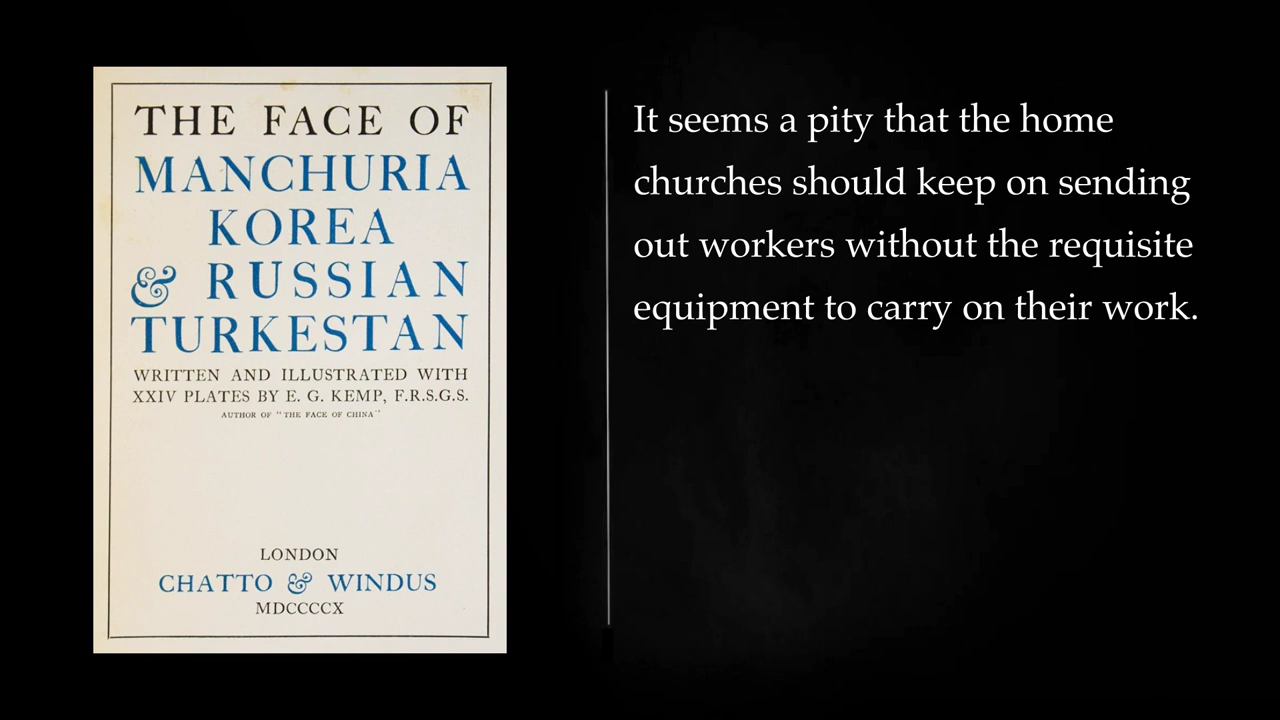 THE FACE OF
MANCHURIA
KOREA
& RUSSIAN
TURKESTAN
WRITTEN AND ILLUSTRATED WITH
XXIV PLATES BY E. G. KEMP, F.R.S.G.S.
AUTHOR OF "THE FACE OF CHINA"
LONDON
CHATTO & WINDUS
MDCCCCX
It seems a pity that the home
churches should keep on sending
out workers without the requisite
equipment to carry on their work.